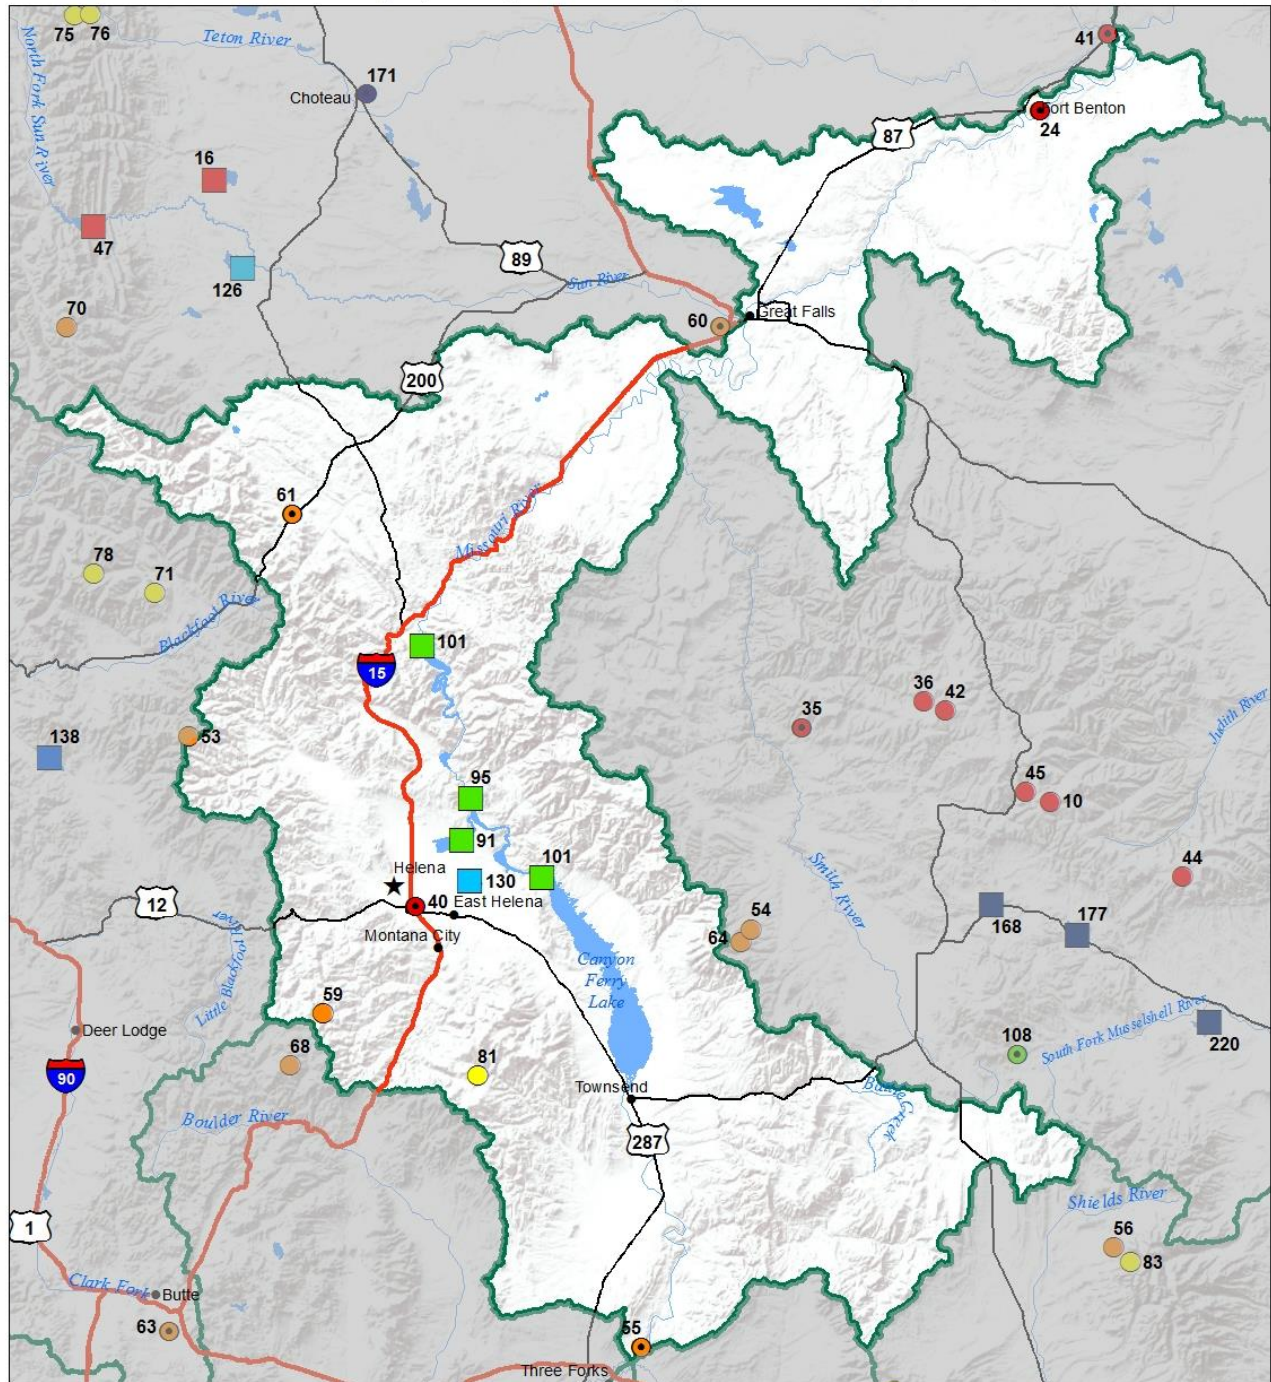 75
76
Teton River
North Fork Sun River
41
171
Choteau
Fort Benton
24
87
16
47
89
126
Sun River
70
60
Great Falls
200
61
Missouri River
78
71
Blackfoot River
101
15
36
42
35
Judith River
138
53
45
10
95
91
Smith River
44
Helena
101
130
12
40
East Helena
168
177
54
64
Montana City
Little Blackfoot River
Canyon
Ferry
Lake
59
South Fork Musselshell River
220
Deer Lodge
68
81
108
90
Townsend
Battle Creek
Boulder River
287
Shields River
1
56
83
Clark Fork
Butte
63
55
Three Forks